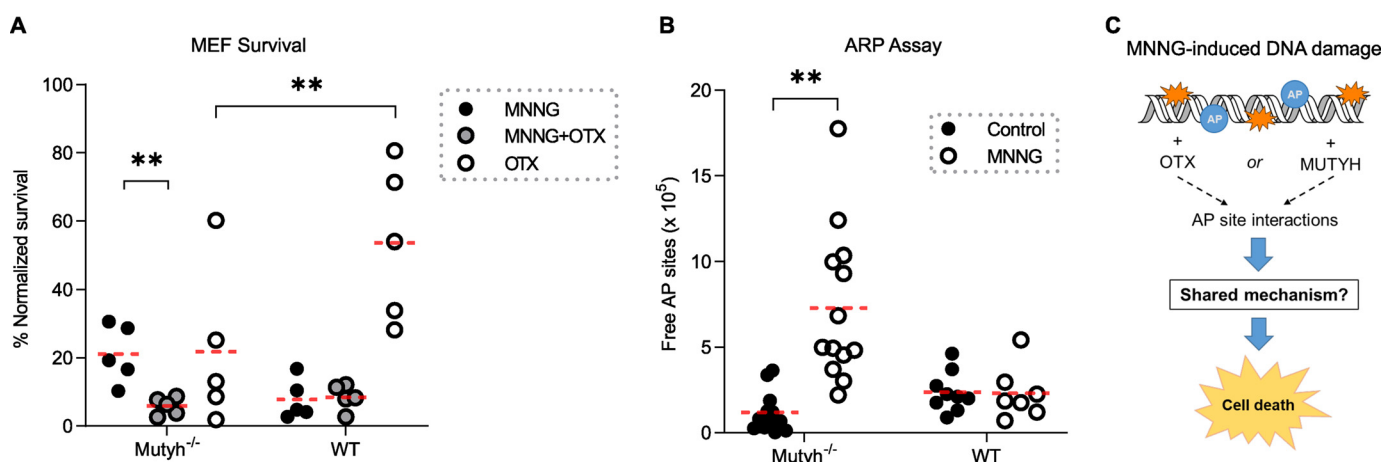 A
MEF Survival
% Normalized survival
100
80
60
40
20
0
**
**
MNNG
MNNG+OTX
OTX
Mutyh-/-
WT
B
ARP Assay
Free AP sites (x 10⁵)
20
15
10
5
0
**
Control
MNNG
Mutyh-/-
WT
C
MNNG-induced DNA damage
AP
AP
+
+
OTX or MUTYH
AP site interactions
Shared mechanism?
Cell death